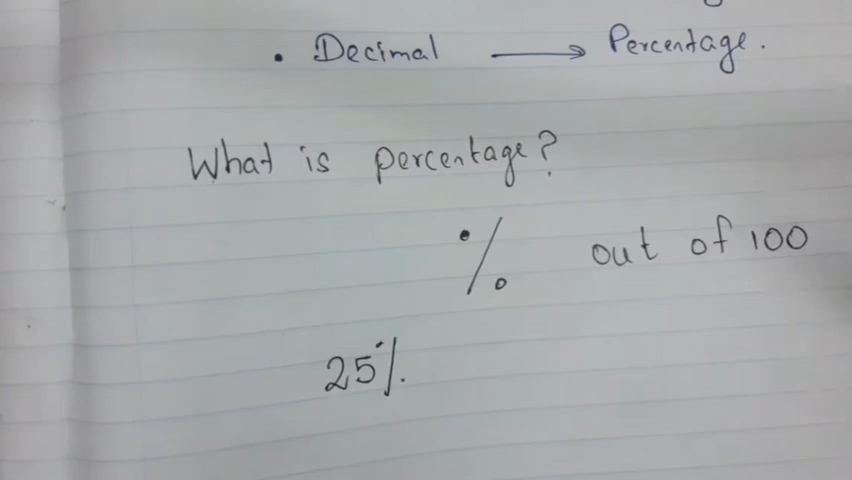 • Decimal → Percentage.
What is percentage?
% out of 100
25%